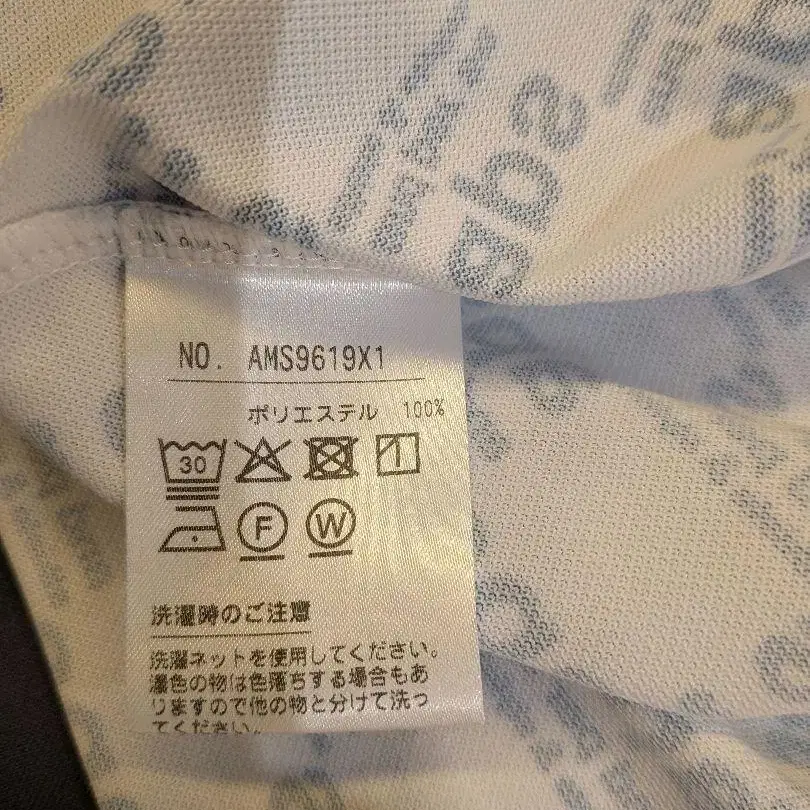 NO. AMS9619X1
ポリエステル 100%
30
F W
洗濯時のご注意
洗濯ネットを使用してください。
濃色の物は色落ちする場合もあ
りますので他の物と分けて洗っ
てください。